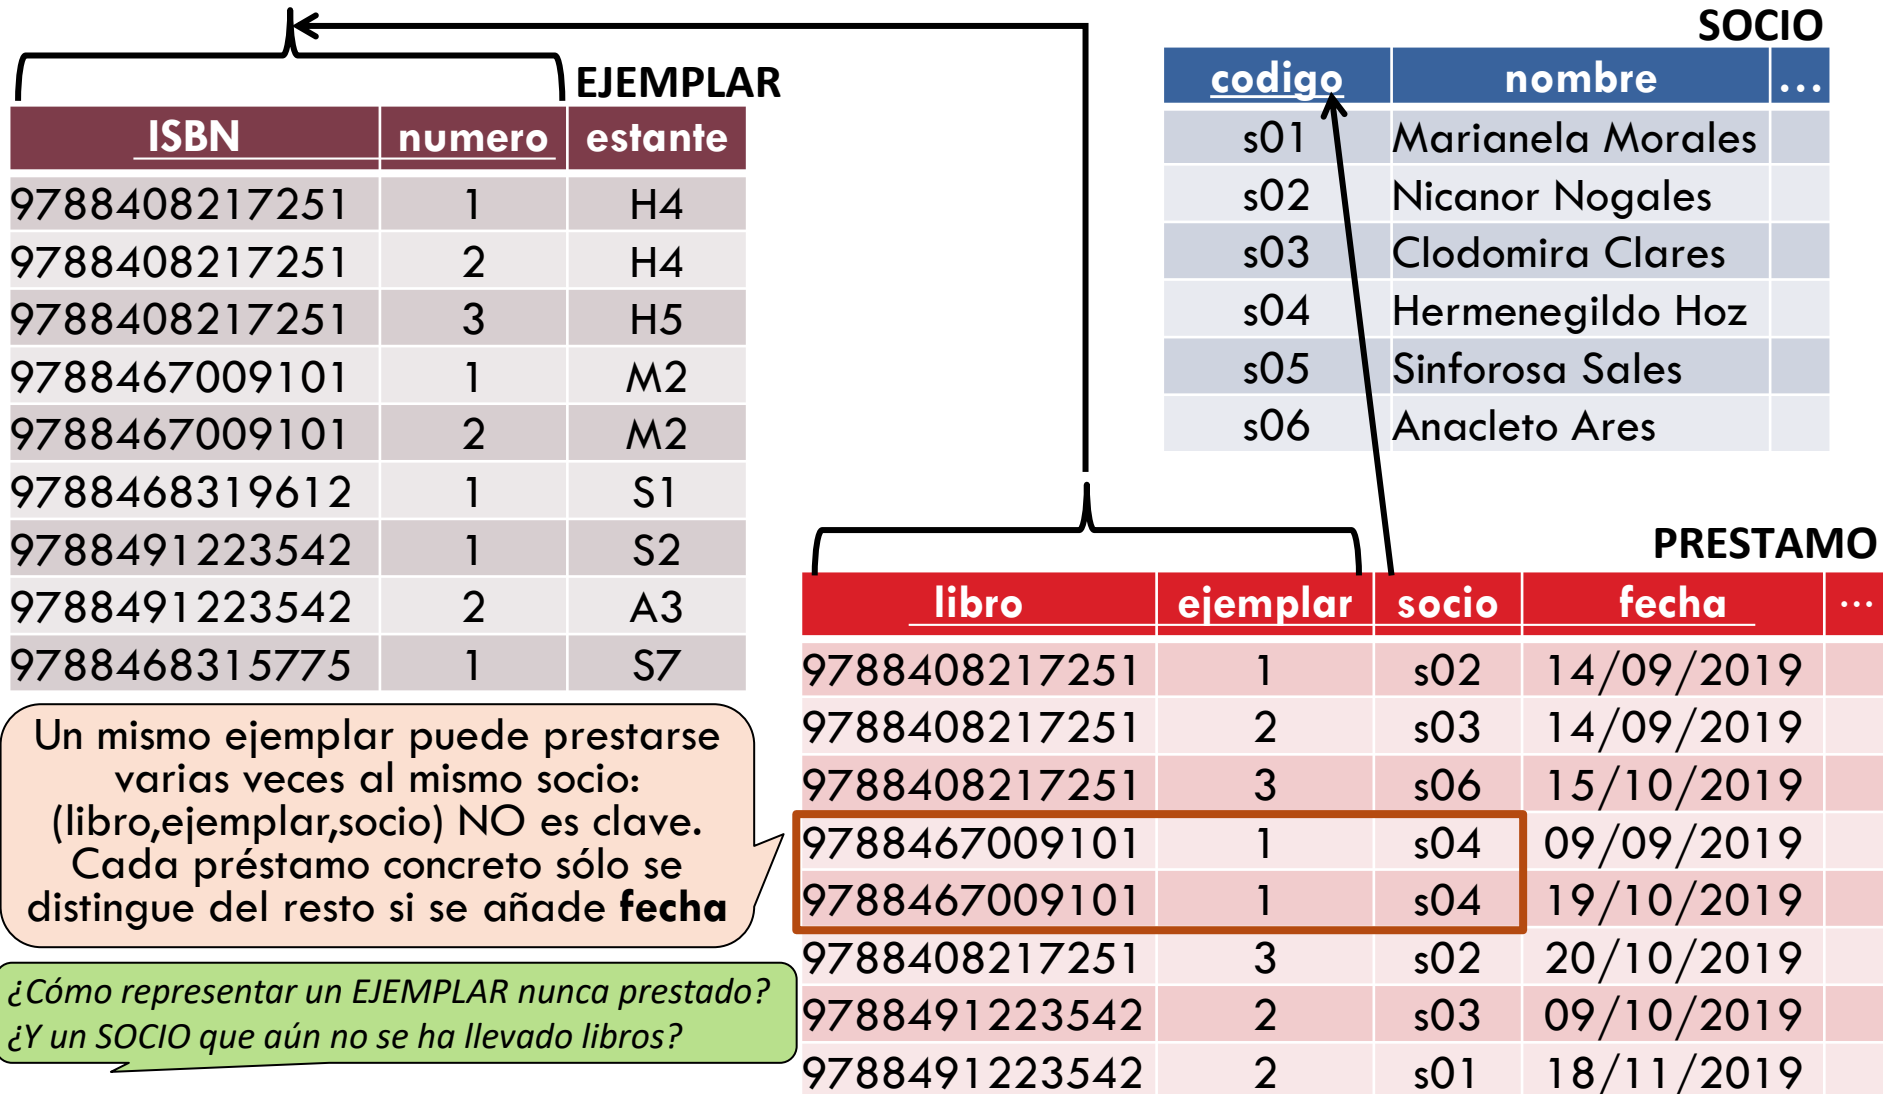 EJEMPLAR
ISBN numero estante
9788408217251 1 H4
9788408217251 2 H4
9788408217251 3 H5
9788467009101 1 M2
9788467009101 2 M2
9788468319612 1 S1
9788491223542 1 S2
9788491223542 2 A3
9788468315775 1 S7
SOCIO
codigo nombre ...
s01 Marianela Morales
s02 Nicanor Nogales
s03 Clodomira Clares
s04 Hermenegildo Hoz
s05 Sinforosa Sales
s06 Anacleto Ares
PRESTAMO
libro ejemplar socio fecha ...
9788408217251 1 s02 14/09/2019
9788408217251 2 s03 14/09/2019
9788408217251 3 s06 15/10/2019
9788467009101 1 s04 09/09/2019
9788467009101 1 s04 19/10/2019
9788408217251 3 s02 20/10/2019
9788491223542 2 s03 09/10/2019
9788491223542 2 s01 18/11/2019
Un mismo ejemplar puede prestarse
varias veces al mismo socio:
(libro,ejemplar,socio) NO es clave.
Cada préstamo concreto sólo se
distingue del resto si se añade fecha
¿Cómo representar un EJEMPLAR nunca prestado?
¿Y un SOCIO que aún no se ha llevado libros?